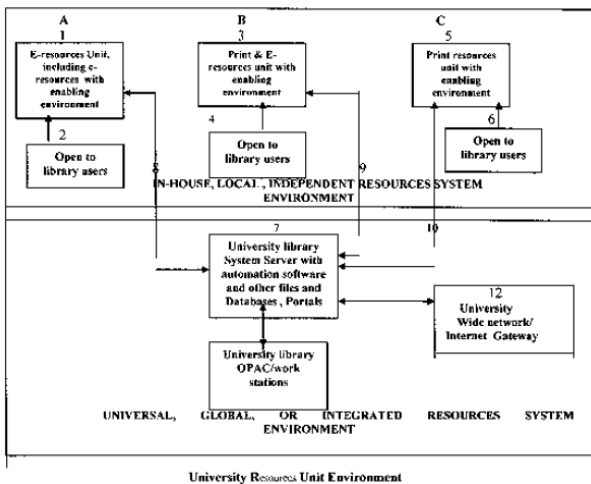 A B C
1 3 5
E-resources Unit,
including e-
resources with
enabling
environment
Print & E-
resources unit with
enabling
environment
Print resources
unit with
enabling
environment
2
Open to
library users
4
Open to
library users
6
Open to
library users
8 9
IN-HOUSE, LOCAL, INDEPENDENT RESOURCES SYSTEM
ENVIRONMENT
7 10
University library
System Server with
automation software
and other files and
Databases, Portals
12
University
Wide network/
Internet Gateway
University library
OPAC/work
stations
UNIVERSAL, GLOBAL, OR INTEGRATED RESOURCES SYSTEM
ENVIRONMENT
University Resources Unit Environment